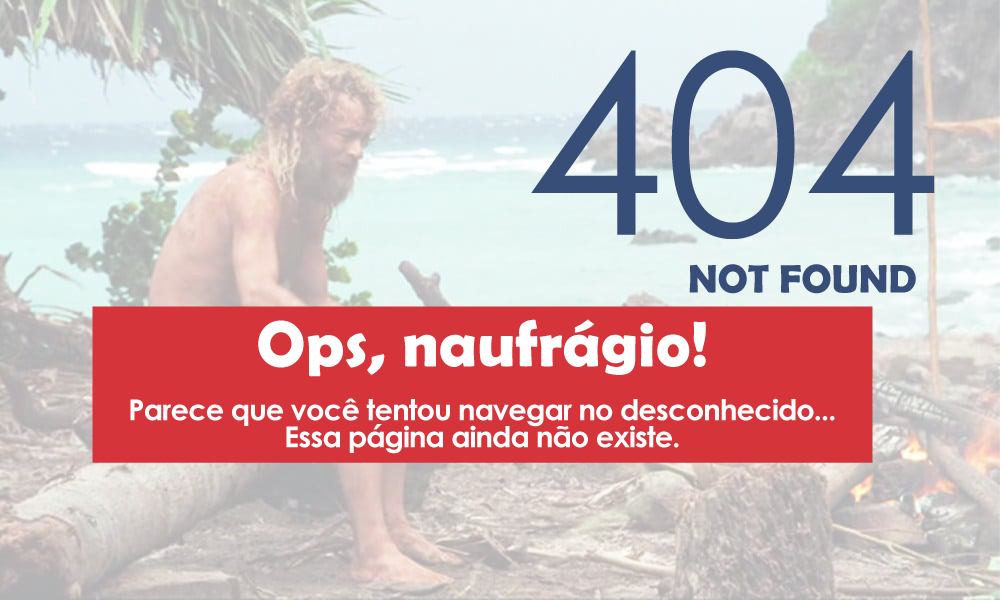 404
NOT FOUND
Ops, naufrágio!
Parece que você tentou navegar no desconhecido...
Essa página ainda não existe.